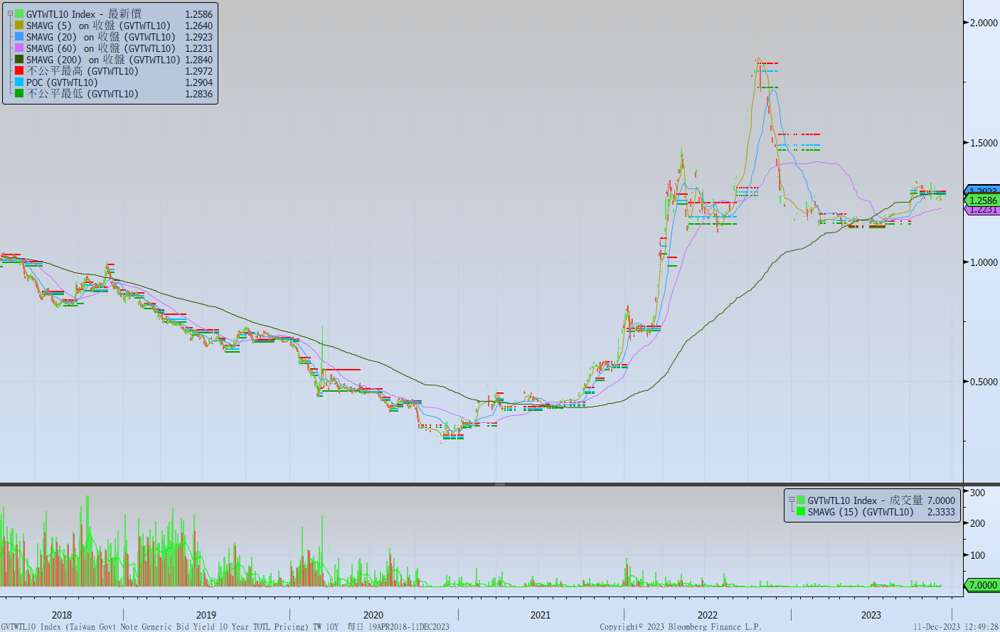 GVTWTL10 Index - 最新價 1.2586
SMAVG (5) on 收盤 (GVTWTL10) 1.2640
SMAVG (20) on 收盤 (GVTWTL10) 1.2923
SMAVG (60) on 收盤 (GVTWTL10) 1.2231
SMAVG (200) on 收盤 (GVTWTL10) 1.2840
不公平最高 (GVTWTL10) 1.2972
POC (GVTWTL10) 1.2904
不公平最低 (GVTWTL10) 1.2836
2.0000
1.5000
1.2923
1.2586
1.2231
1.0000
0.5000
GVTWTL10 Index - 成交量 7.0000
SMAVG (15) (GVTWTL10) 2.3333
300
200
100
7.0000
2018 2019 2020 2021 2022 2023
GVTWTL10 Index (Taiwan Govt Note Generic Bid Yield 10 Year TOTL Pricing) TW 10Y 每日 19APR2018-11DEC2023 Copyright© 2023 Bloomberg Finance L.P. 11-Dec-2023 12:49:28